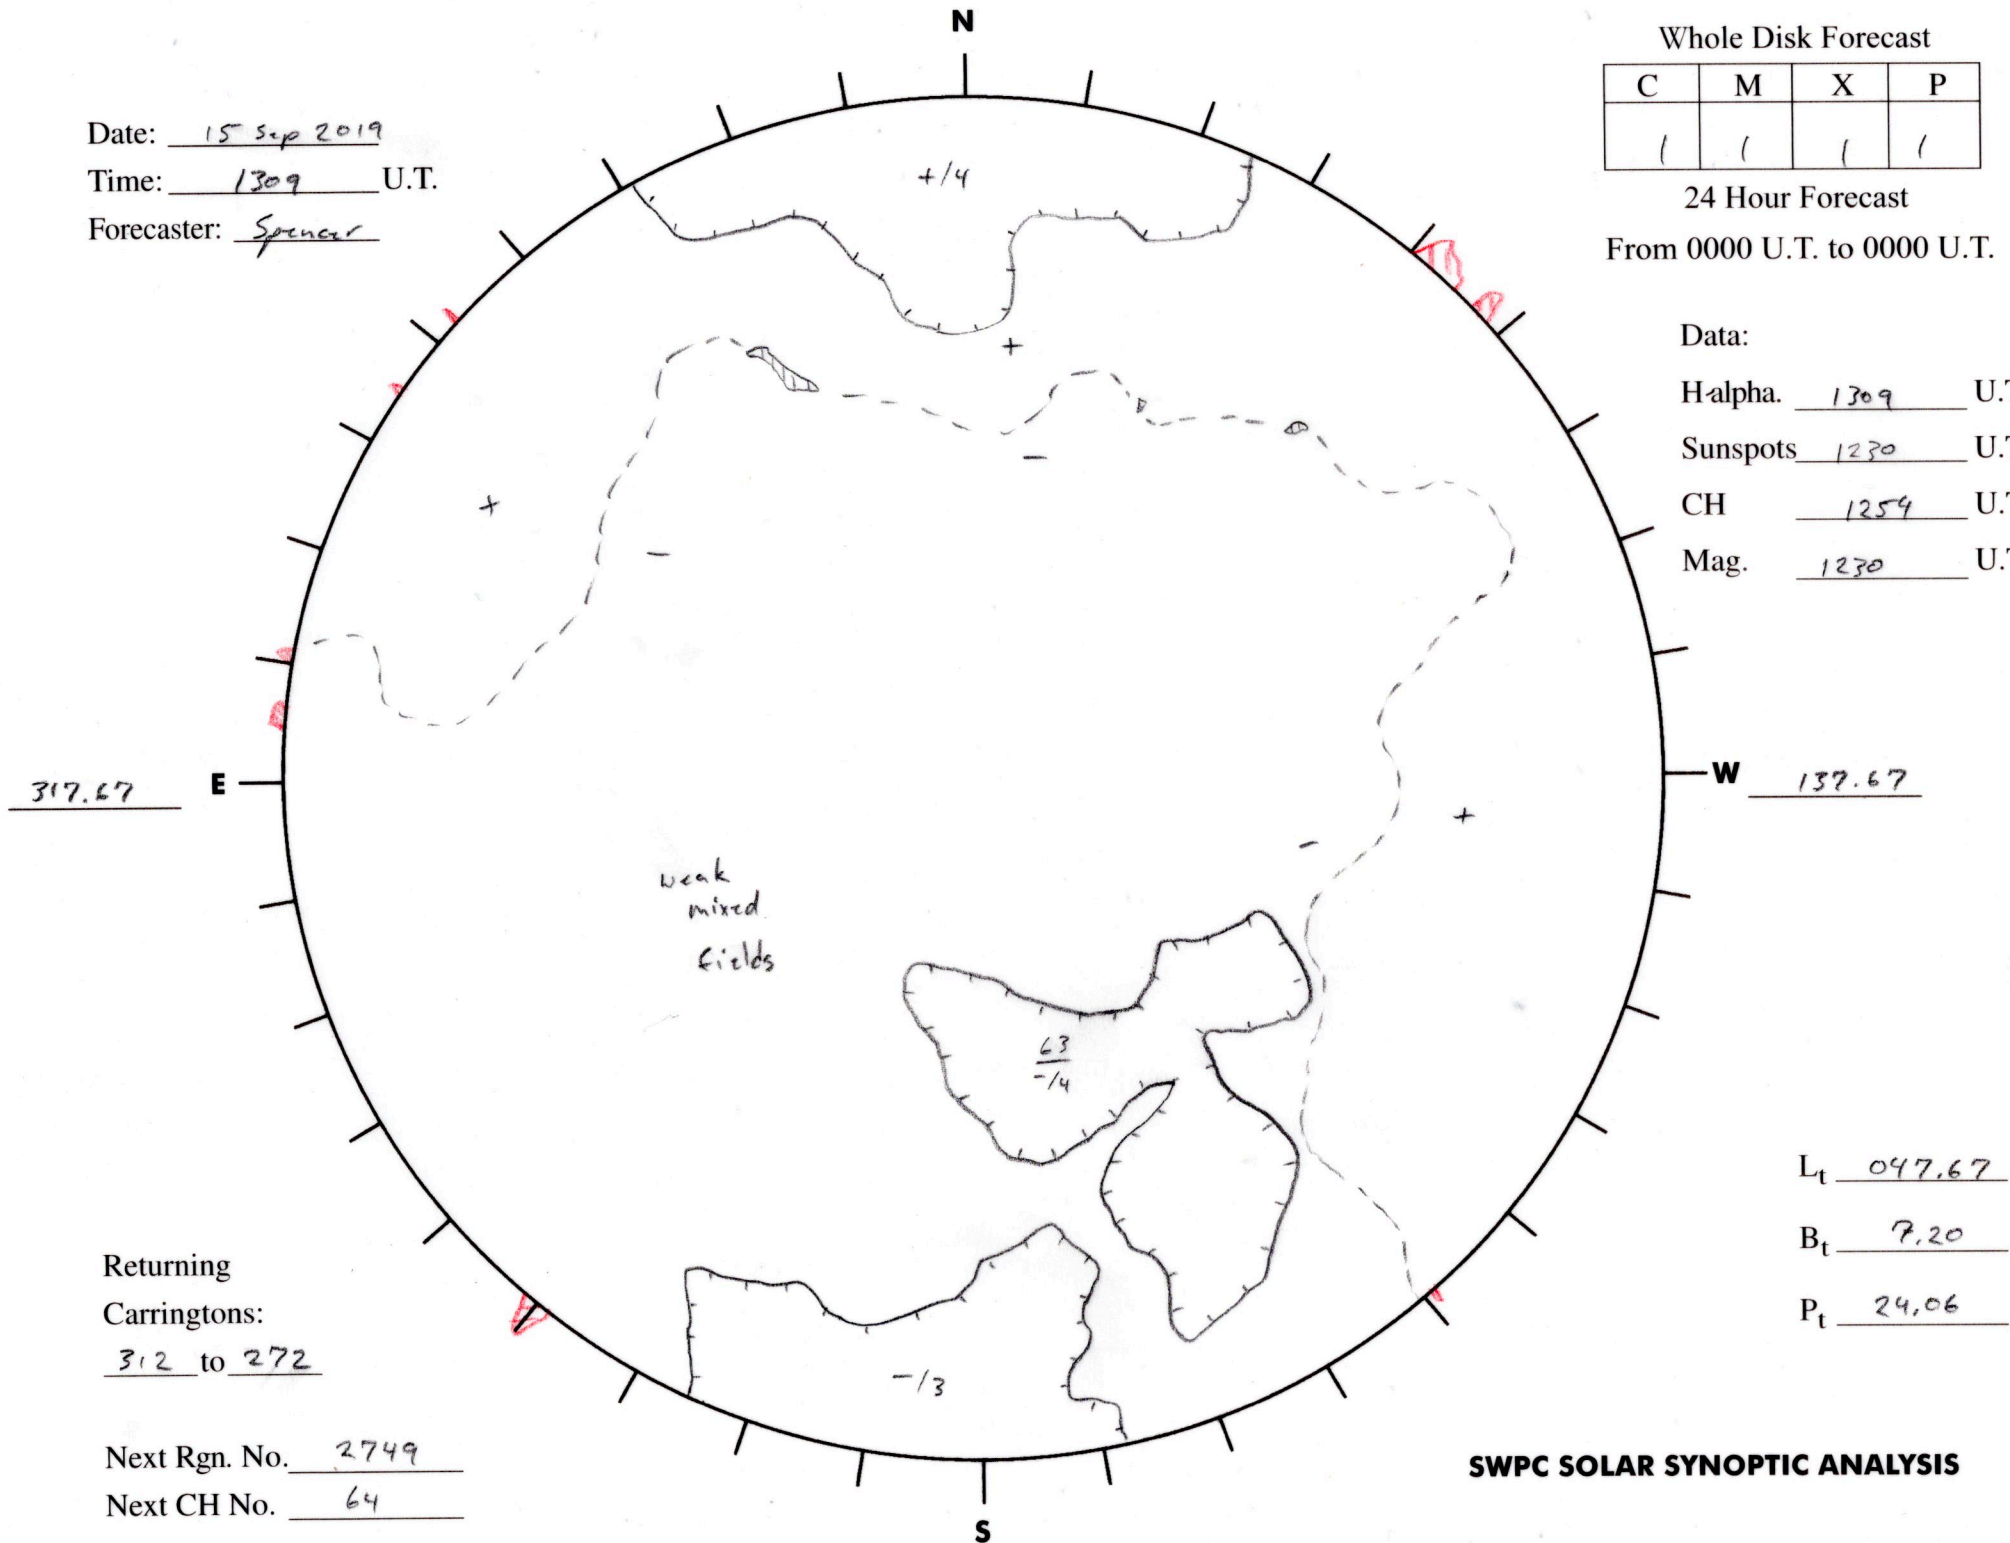 N
Whole Disk Forecast
C M X P
1 1 1 1
24 Hour Forecast
From 0000 U.T. to 0000 U.T.
Date: 15 Sep 2019
Time: 1309 U.T.
Forecaster: Spencer
+/4
+
-
+
-
Data:
H-alpha. 1309 U.T
Sunspots 1230 U.T
CH 1254 U.T
Mag. 1230 U.T
317.67 E
W 137.67
+
-
weak
mixed
fields
63
-/4
-/3
Lt 047.67
Bt 7.20
Pt 24.06
Returning
Carringtons:
312 to 272
Next Rgn. No. 2749
Next CH No. 64
SWPC SOLAR SYNOPTIC ANALYSIS
S